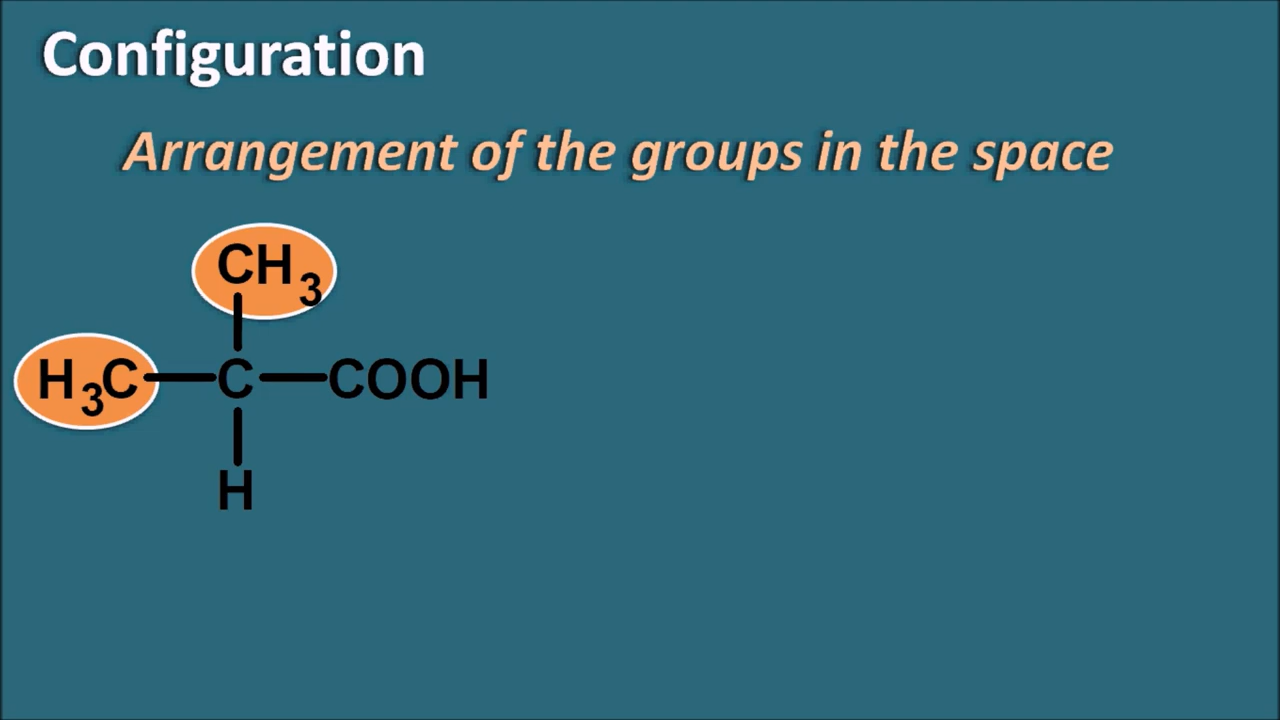 Configuration
Arrangement of the groups in the space
CH3
H3C—C—COOH
H